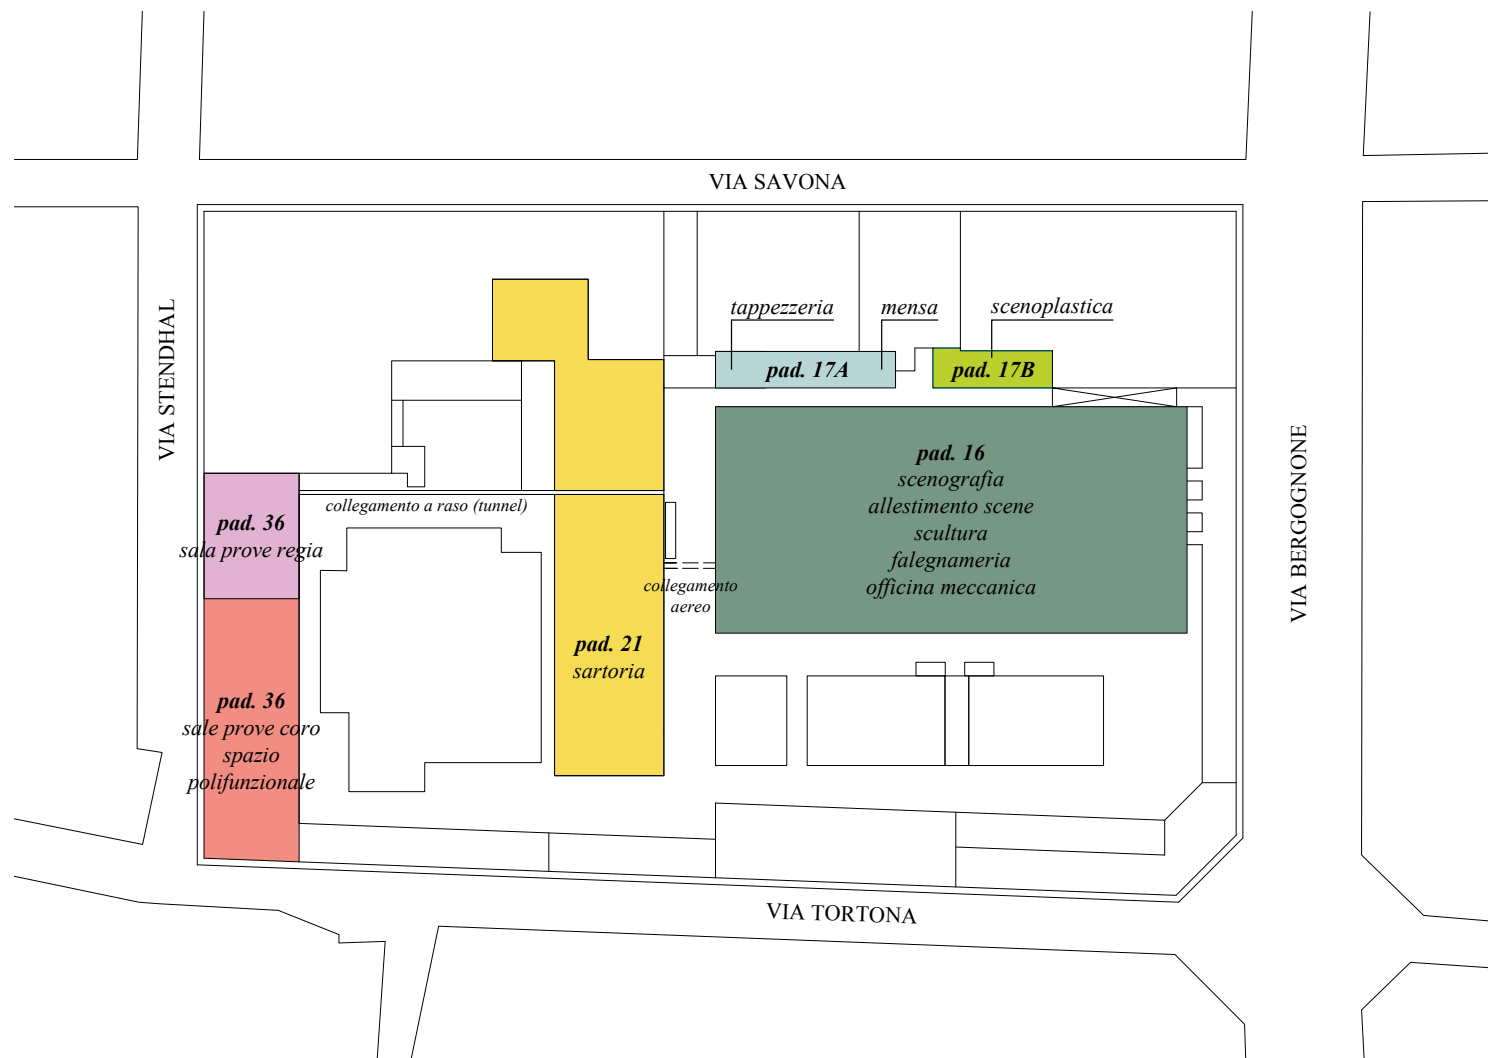 VIA SAVONA
VIA STENDHAL
tappezzeria
mensa
scenoplastica
pad. 17A
pad. 17B
VIA BERGOGNONE
pad. 16
scenografia
allestimento scene
scultura
falegnameria
officina meccanica
collegamento a raso (tunnel)
pad. 36
sala prove regia
collegamento
aereo
pad. 21
sartoria
pad. 36
sale prove coro
spazio
polifunzionale
VIA TORTONA